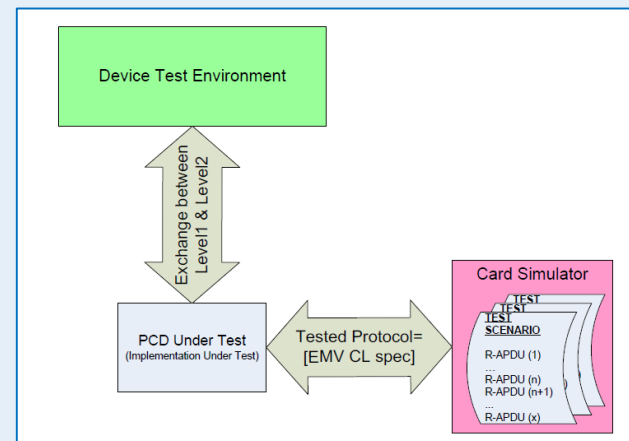 Device Test Environment
Exchange between
Level1 & Level2
PCD Under Test
(Implementation Under Test)
Tested Protocol=
[EMV CL spec]
Card Simulator
TEST
TEST
TEST
SCENARIO
R-APDU (1)
...
R-APDU (n)
R-APDU (n+1)
...
R-APDU (x)